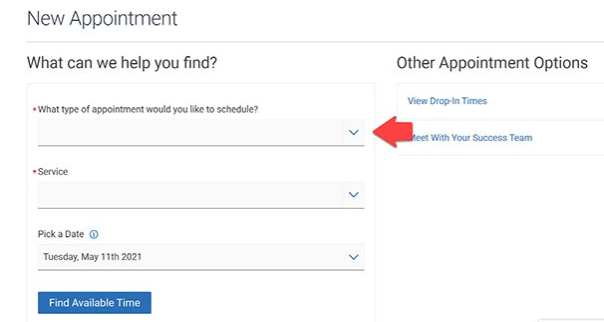 New Appointment
What can we help you find?
Other Appointment Options
*What type of appointment would you like to schedule?
View Drop-In Times
Meet With Your Success Team
*Service
Pick a Date
Tuesday, May 11th 2021
Find Available Time